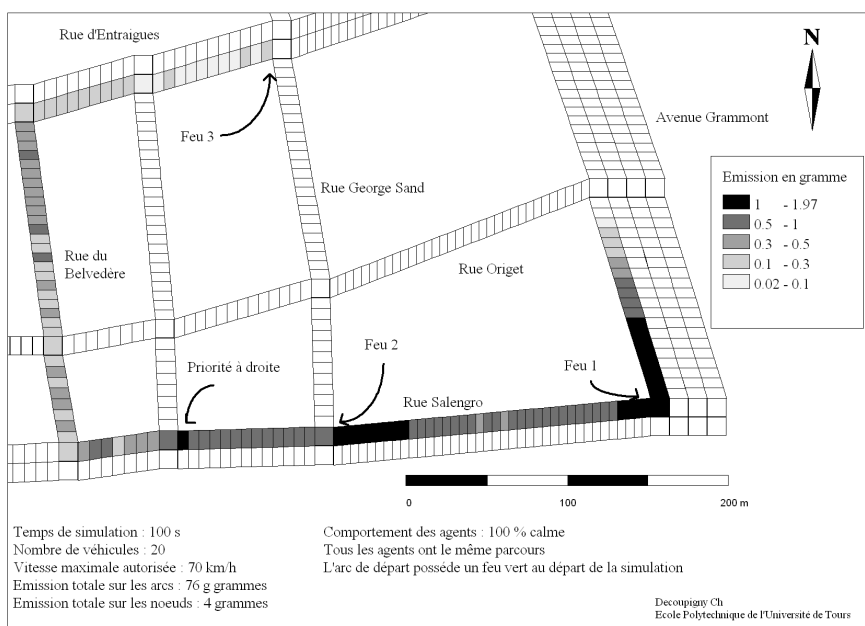 Rue d'Entraigues
N
Feu 3
Avenue Grammont
Rue George Sand
Emission en gramme
1 - 1.97
0.5 - 1
0.3 - 0.5
0.1 - 0.3
0.02 - 0.1
Rue du
Belvedère
Rue Origet
Priorité à droite
Feu 2
Feu 1
Rue Salengro
0 100 200 m
Temps de simulation : 100 s
Nombre de véhicules : 20
Vitesse maximale autorisée : 70 km/h
Emission totale sur les arcs : 76 g grammes
Emission totale sur les noeuds : 4 grammes
Comportement des agents : 100 % calme
Tous les agents ont le même parcours
L'arc de départ posséde un feu vert au départ de la simulation
Decoupigny Ch
Ecole Polytechnique de l'Université de Tours